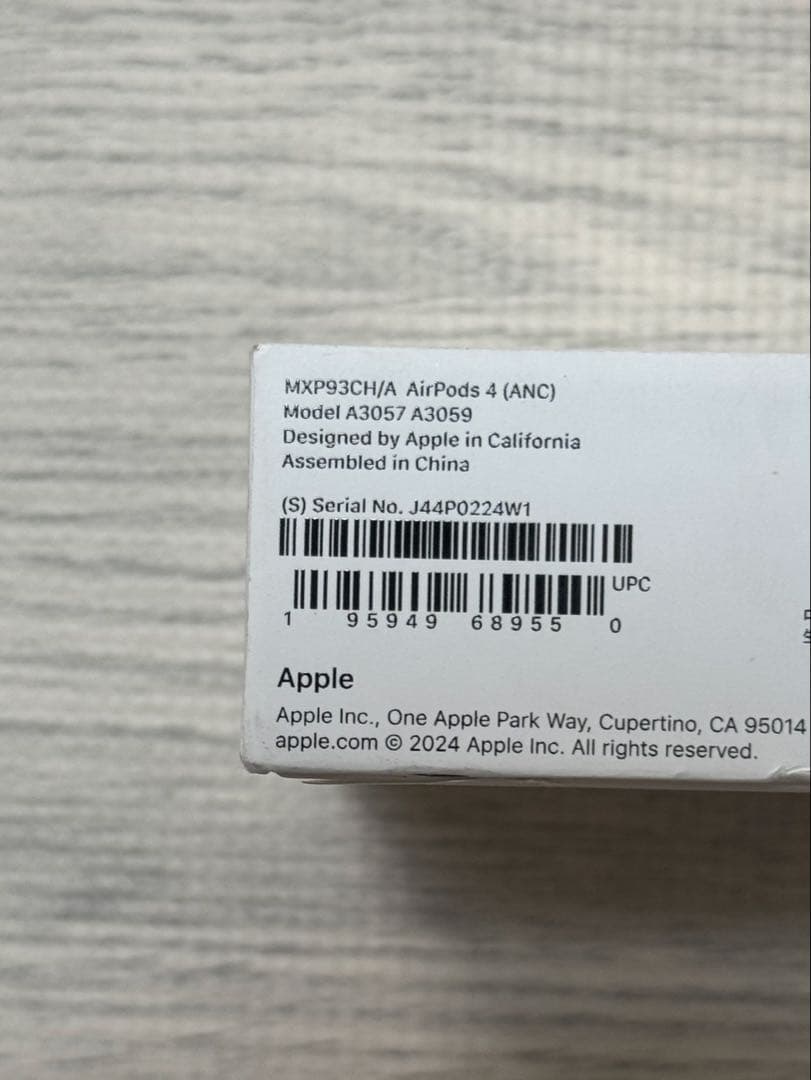 MXP93CH/A AirPods 4 (ANC)
Model A3057 A3059
Designed by Apple in California
Assembled in China
(S) Serial No. J44P0224W1
UPC
1 95949 68955 0
Apple
Apple Inc., One Apple Park Way, Cupertino, CA 95014
apple.com © 2024 Apple Inc. All rights reserved.